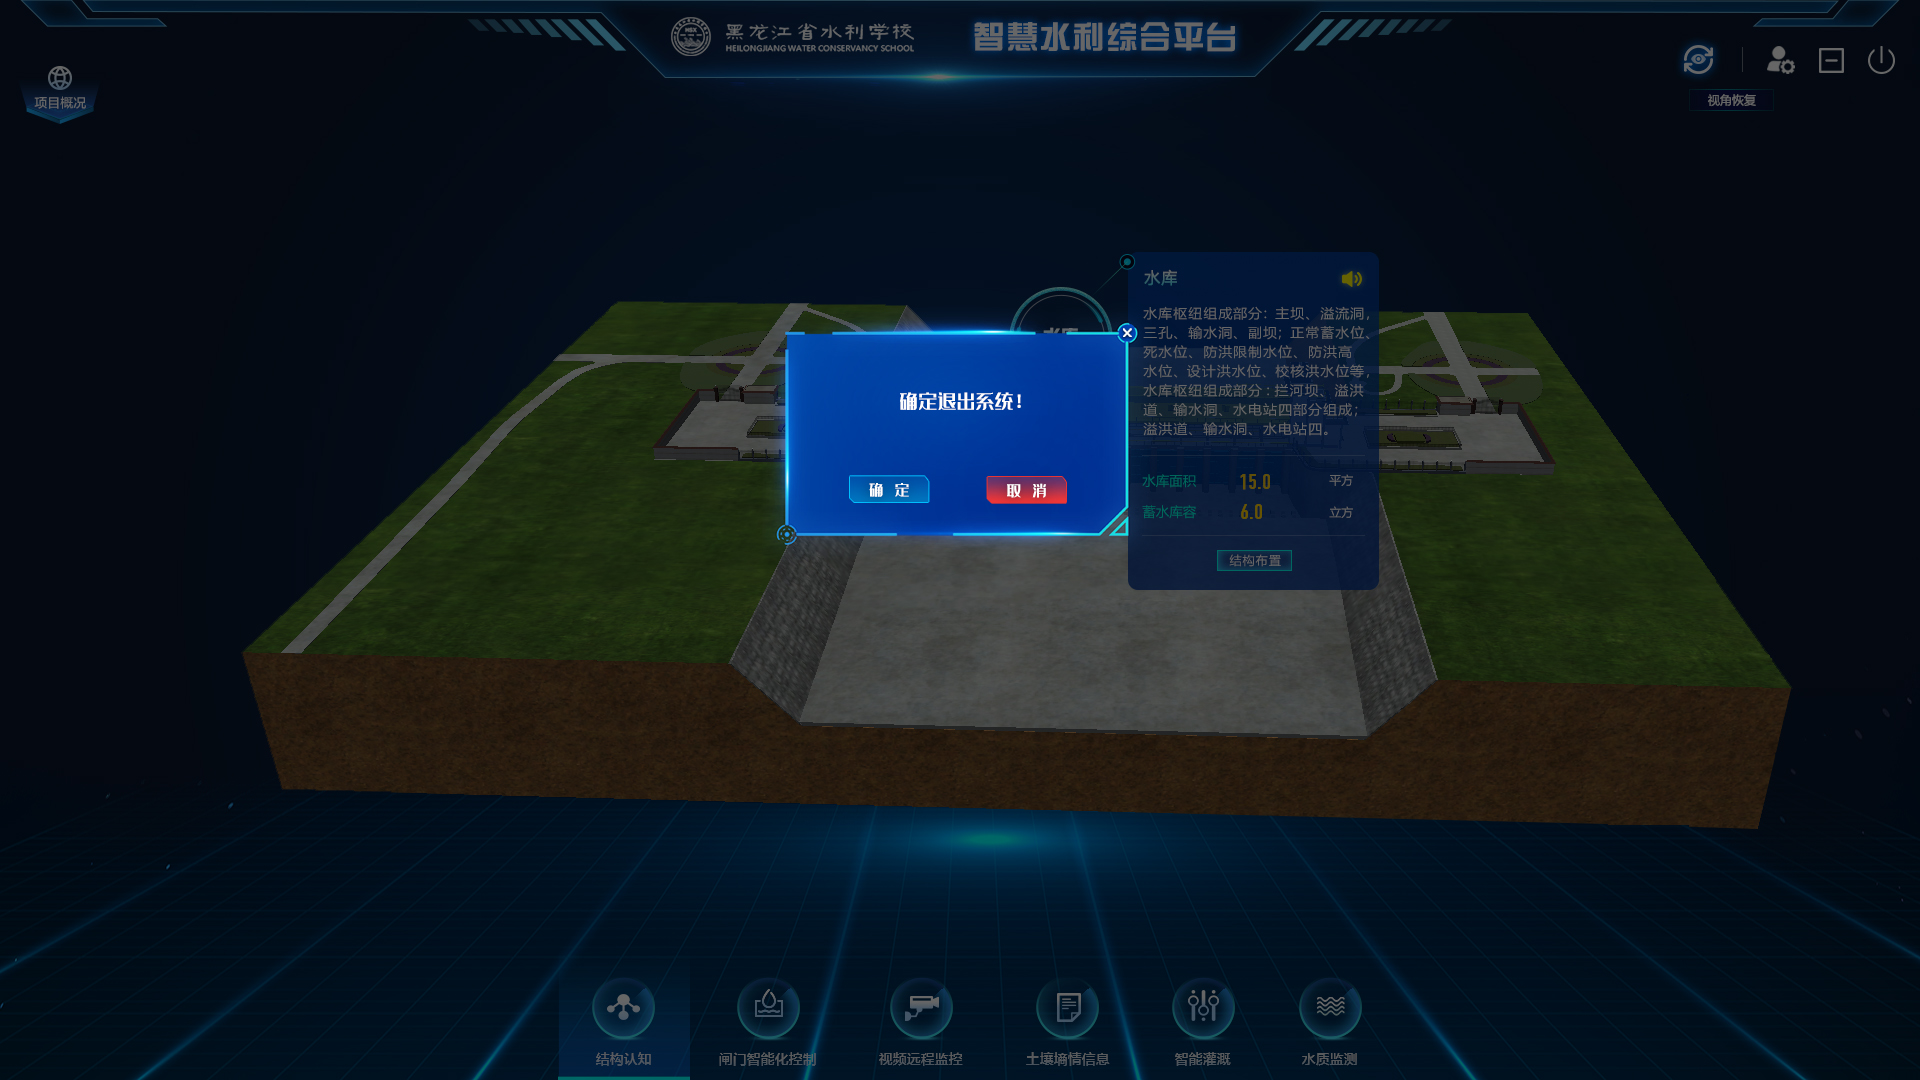 黑龙江省水利学校
HEILONGJIANG WATER CONSERVANCY SCHOOL
智慧水利综合平台
项目概况
视角恢复
水库
水库枢纽组成部分：主坝、溢流洞，
三孔、输水洞、副坝；正常蓄水位、
死水位、防洪限制水位、防洪高
水位、设计洪水位、校核洪水位等，
水库枢纽组成部分：拦河坝、溢洪
道、输水洞、水电站四部分组成；
溢洪道、输水洞、水电站四。
水库面积 15.0 平方
蓄水库容 6.0 立方
结构布置
确定退出系统！
确 定
取 消
结构认知
闸门智能化控制
视频远程监控
土壤墒情信息
智能灌溉
水质监测